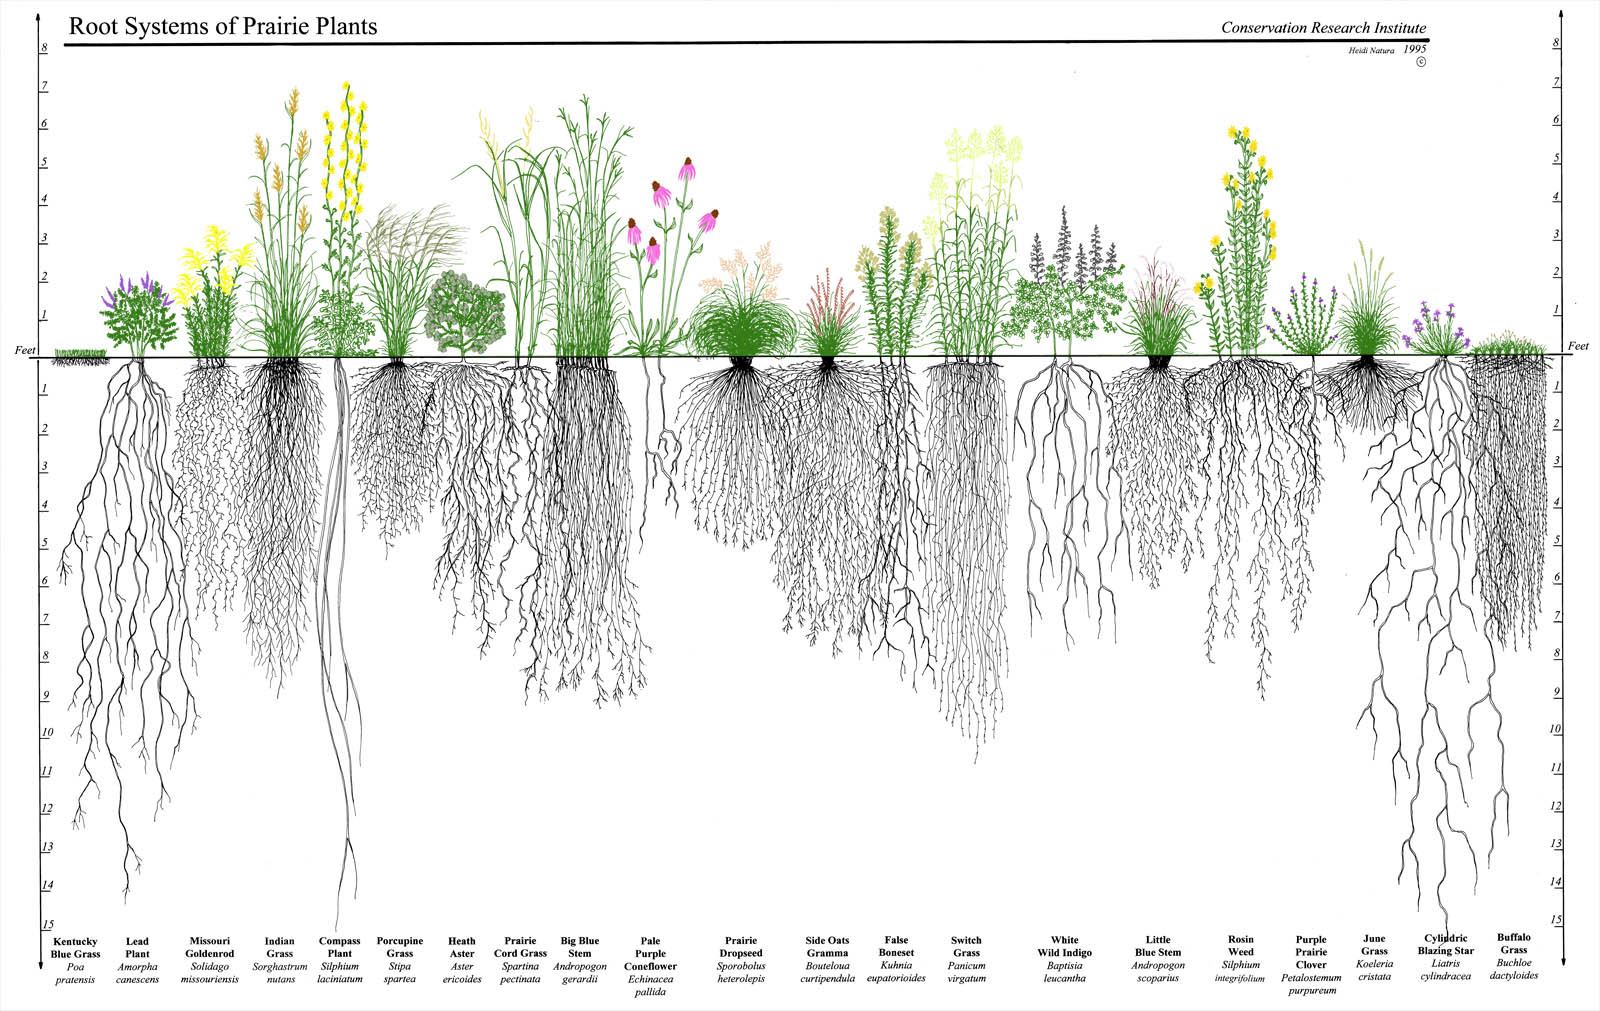 Root Systems of Prairie Plants
Conservation Research Institute
Heidi Natura 1995
©
8 8
7 7
6 6
5 5
4 4
3 3
2 2
1 1
Feet Feet
1 1
2 2
3 3
4 4
5 5
6 6
7 7
8 8
9 9
10 10
11 11
12 12
13 13
14 14
15 15
Kentucky
Blue Grass
Poa
pratensis
Lead
Plant
Amorpha
canescens
Missouri
Goldenrod
Solidago
missouriensis
Indian
Grass
Sorghastrum
nutans
Compass
Plant
Silphium
laciniatum
Porcupine
Grass
Stipa
spartea
Heath
Aster
Aster
ericoides
Prairie
Cord Grass
Spartina
pectinata
Big Blue
Stem
Andropogon
gerardii
Pale
Purple
Coneflower
Echinacea
pallida
Prairie
Dropseed
Sporobolus
heterolepis
Side Oats
Gramma
Bouteloua
curtipendula
False
Boneset
Kuhnia
eupatorioides
Switch
Grass
Panicum
virgatum
White
Wild Indigo
Baptisia
leucantha
Little
Blue Stem
Andropogon
scoparius
Rosin
Weed
Silphium
integrifolium
Purple
Prairie
Clover
Petalostemum
purpureum
June
Grass
Koeleria
cristata
Cylindric
Blazing Star
Liatris
cylindracea
Buffalo
Grass
Buchloe
dactyloides